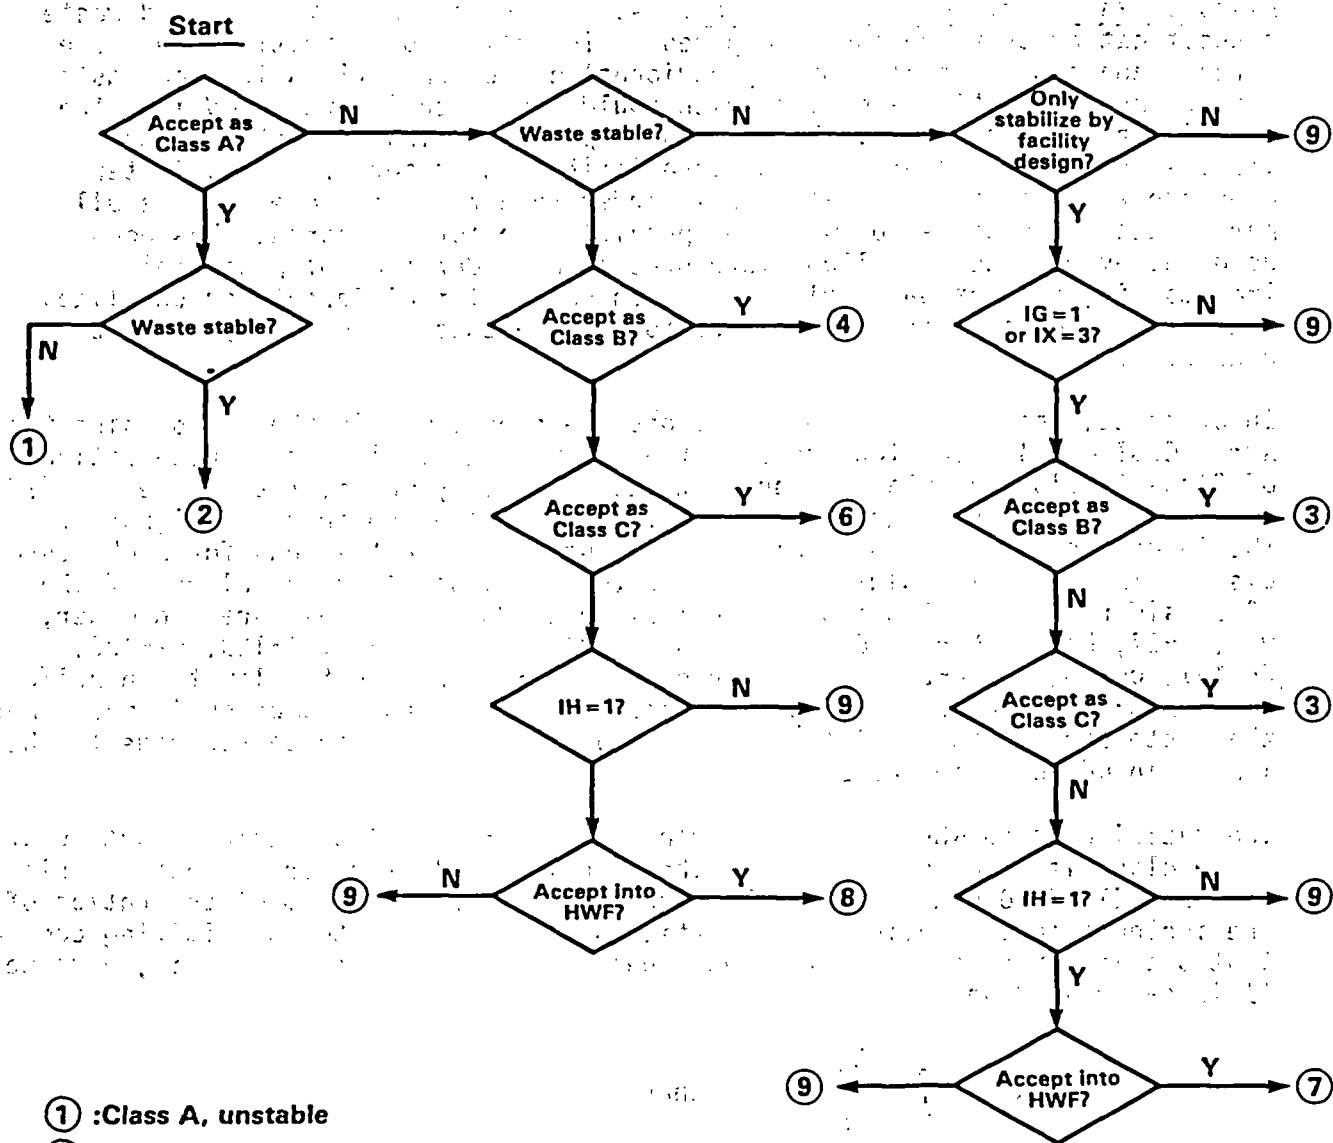 Start
Accept as
Class A?
N
Waste stable?
N
Only
stabilize by
facility
design?
N
9
Y
Y
Waste stable?
N
Y
1
2
Accept as
Class B?
Y
4
IG = 1
or IX = 3?
N
9
Y
Accept as
Class C?
Y
6
Accept as
Class B?
Y
3
N
IH = 1?
N
9
Accept as
Class C?
Y
3
N
Accept into
HWF?
N
9
Y
8
IH = 1?
N
9
Y
Accept into
HWF?
9
Y
7
1 :Class A, unstable